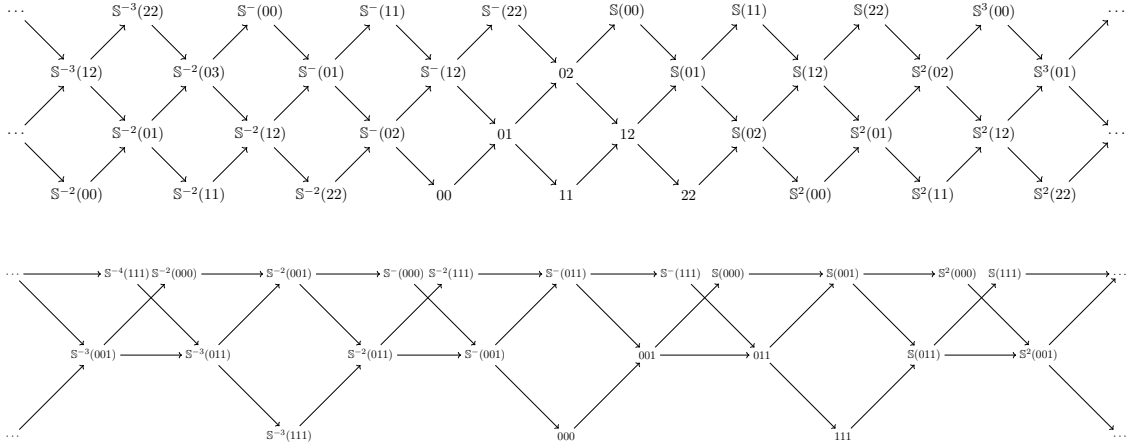 ⋯ 𝕊⁻³(22) 𝕊⁻(00) 𝕊⁻(11) 𝕊⁻(22) 𝕊(00) 𝕊(11) 𝕊(22) 𝕊³(00) ⋯
𝕊⁻³(12) 𝕊⁻²(03) 𝕊⁻(01) 𝕊⁻(12) 02 𝕊(01) 𝕊(12) 𝕊²(02) 𝕊³(01)
⋯ 𝕊⁻²(01) 𝕊⁻²(12) 𝕊⁻(02) 01 12 𝕊(02) 𝕊²(01) 𝕊²(12) ⋯
𝕊⁻²(00) 𝕊⁻²(11) 𝕊⁻²(22) 00 11 22 𝕊²(00) 𝕊²(11) 𝕊²(22)
⋯ 𝕊⁻⁴(111) 𝕊⁻²(000) 𝕊⁻²(001) 𝕊⁻(000) 𝕊⁻²(111) 𝕊⁻(011) 𝕊⁻(111) 𝕊(000) 𝕊(001) 𝕊²(000) 𝕊(111) ⋯
𝕊⁻³(001) 𝕊⁻³(011) 𝕊⁻²(011) 𝕊⁻(001) 001 011 𝕊(011) 𝕊²(001)
⋯ 𝕊⁻³(111) 000 111 ⋯